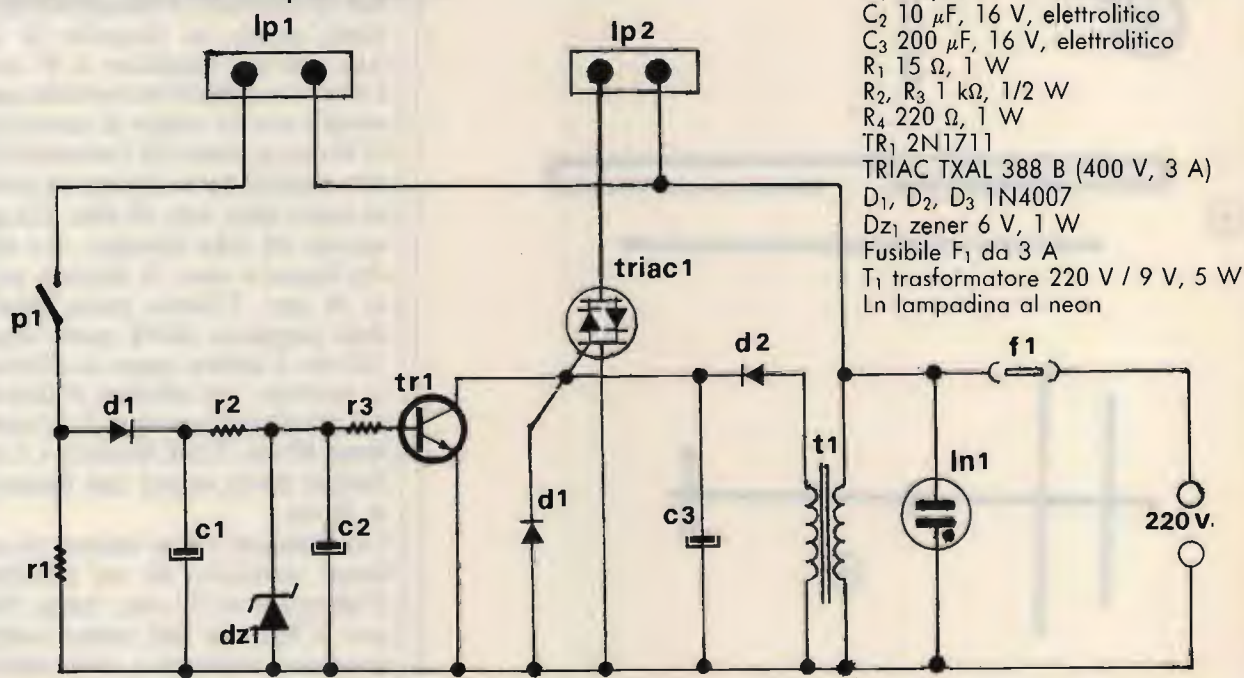 C₂ 10 µF, 16 V, elettrolitico
C₃ 200 µF, 16 V, elettrolitico
R₁ 15 Ω, 1 W
R₂, R₃ 1 kΩ, 1/2 W
R₄ 220 Ω, 1 W
TR₁ 2N1711
TRIAC TXAL 388 B (400 V, 3 A)
D₁, D₂, D₃ 1N4007
Dz₁ zener 6 V, 1 W
Fusibile F₁ da 3 A
T₁ trasformatore 220 V / 9 V, 5 W
Ln lampadina al neon
lp1
lp2
triac1
p1
d1
r2
r3
tr1
d2
f1
t1
ln1
220 V.
r1
c1
dz1
c2
d1
c3